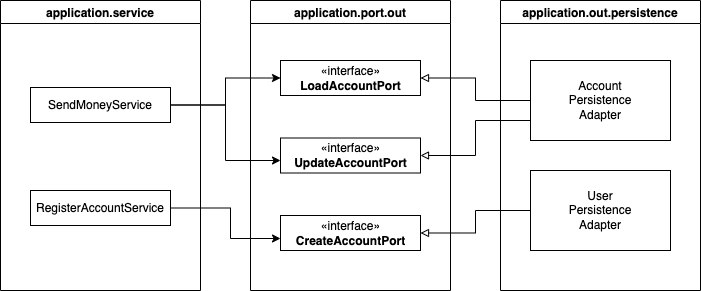 application.service
application.port.out
application.out.persistence
«interface»
LoadAccountPort
SendMoneyService
Account
Persistence
Adapter
«interface»
UpdateAccountPort
RegisterAccountService
User
Persistence
Adapter
«interface»
CreateAccountPort